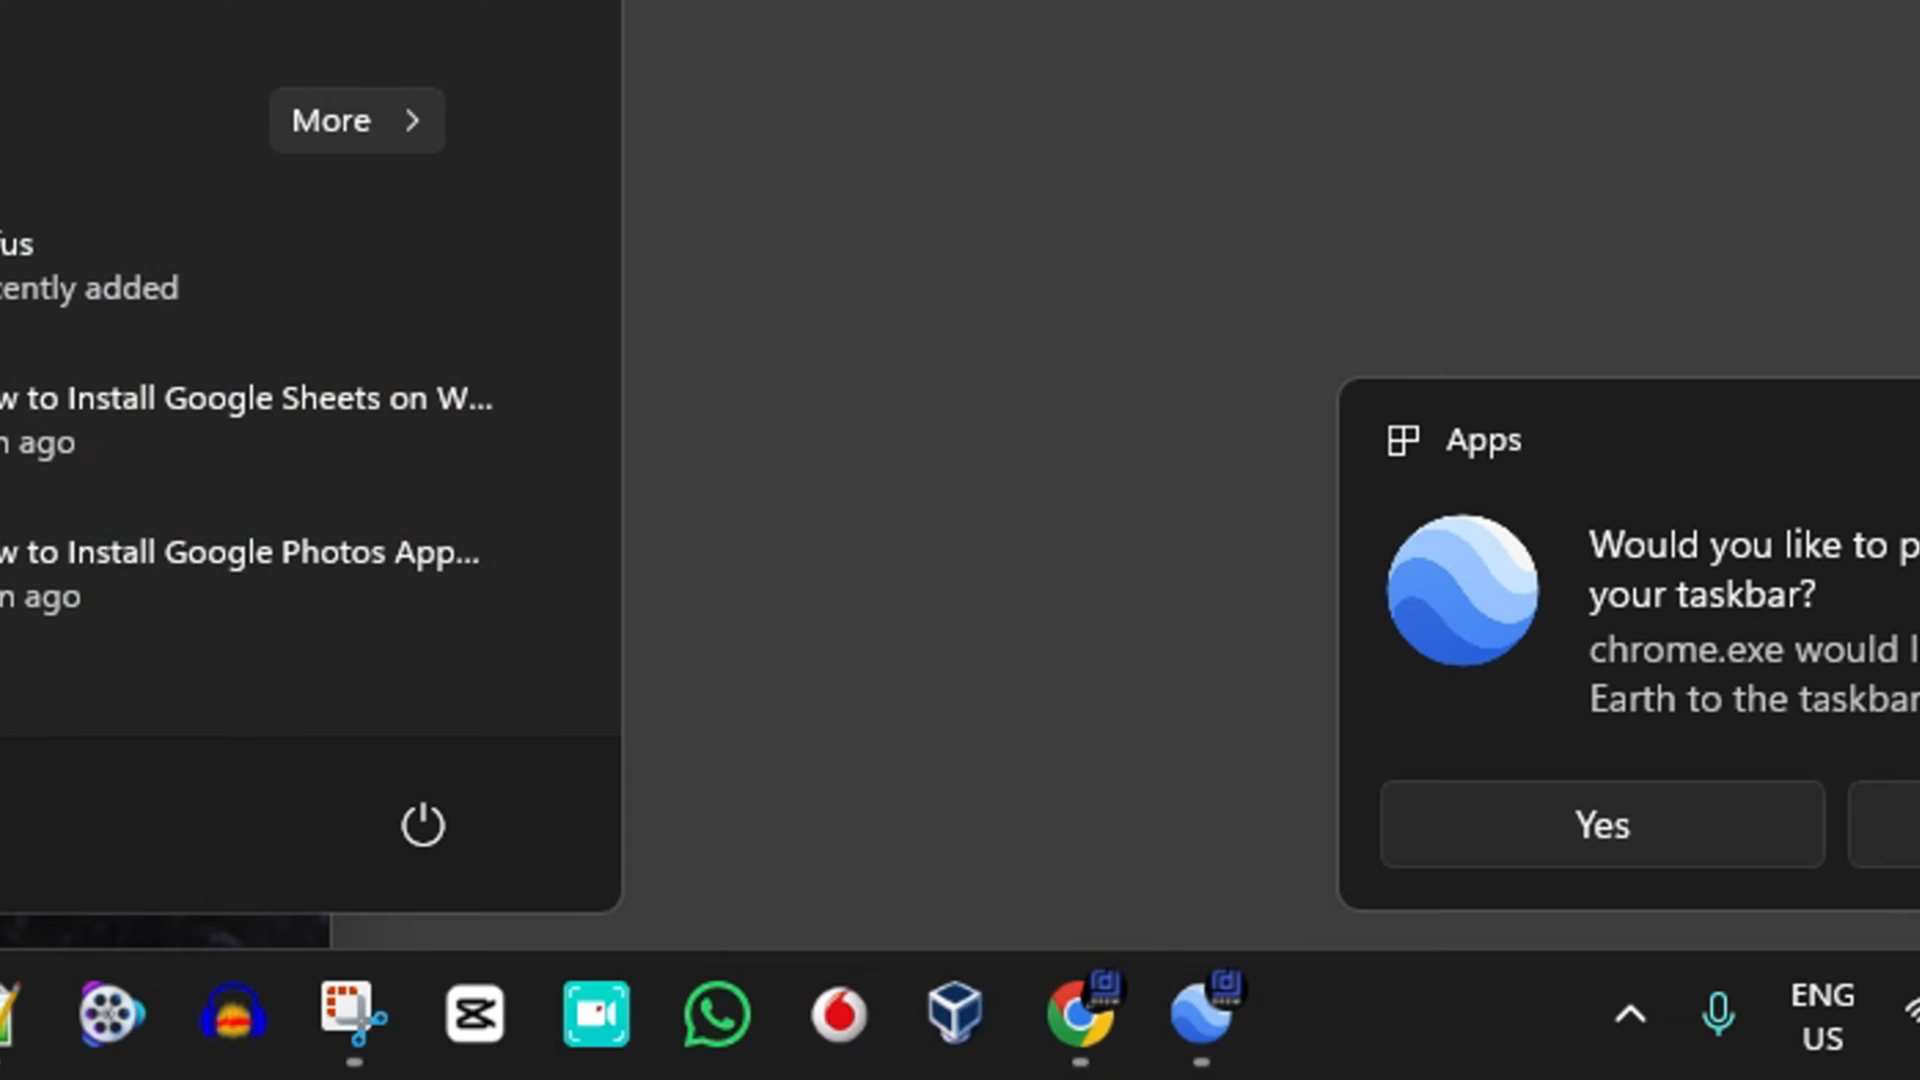 More
us
ently added
w to Install Google Sheets on W...
ago
w to Install Google Photos App...
ago
Apps
Would you like to p
your taskbar?
chrome.exe would l
Earth to the taskbar
Yes
ENG
US